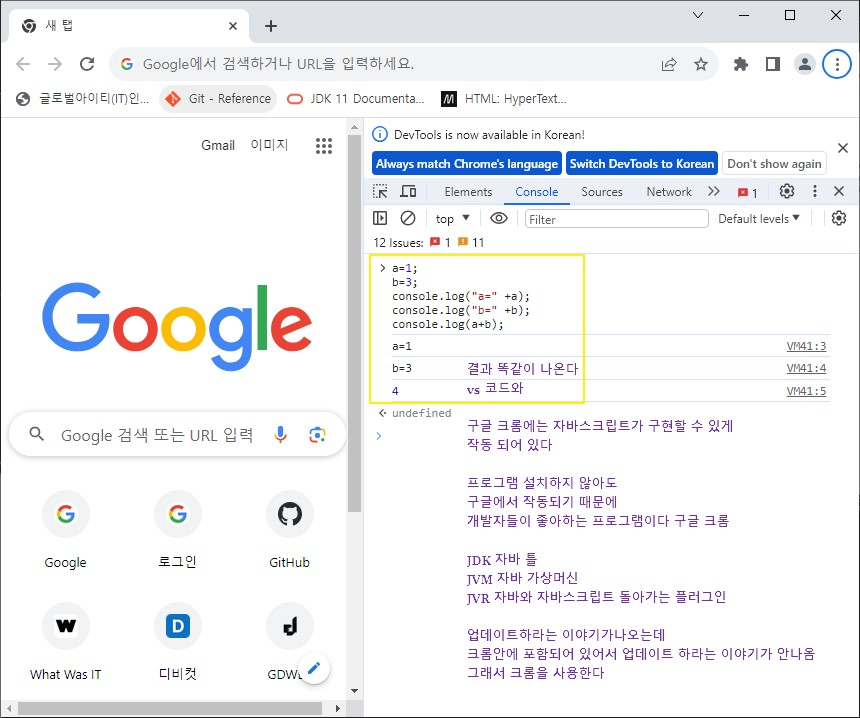 새 탭
Google에서 검색하거나 URL을 입력하세요.
글로벌아이티(IT)인...
Git - Reference
JDK 11 Documenta...
M
HTML: HyperText...
Gmail
이미지
Google
Google 검색 또는 URL 입력
Google
로그인
GitHub
W
What Was IT
D
디비컷
GDWE
DevTools is now available in Korean!
Always match Chrome's language
Switch DevTools to Korean
Don't show again
Elements
Console
Sources
Network
1
top
Filter
Default levels
12 Issues: 1 11
a=1;
b=3;
console.log("a=" +a);
console.log("b=" +b);
console.log(a+b);
a=1 VM41:3
b=3 VM41:4
4 VM41:5
결과 똑같이 나온다
vs 코드와
undefined
구글 크롬에는 자바스크립트가 구현할 수 있게
작동 되어 있다
프로그램 설치하지 않아도
구글에서 작동되기 때문에
개발자들이 좋아하는 프로그램이다 구글 크롬
JDK 자바 틀
JVM 자바 가상머신
JVR 자바와 자바스크립트 돌아가는 플러그인
업데이트하라는 이야기가나오는데
크롬안에 포함되어 있어서 업데이트 하라는 이야기가 안나옴
그래서 크롬을 사용한다